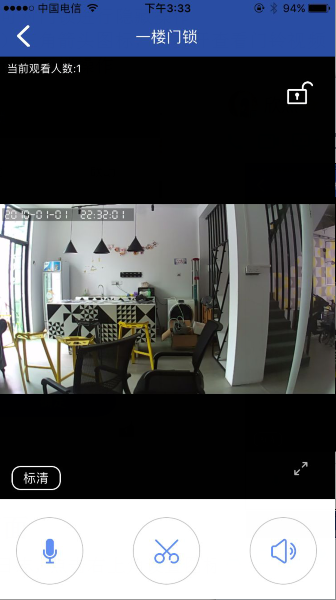 中国电信 下午3:33 94%
一楼门锁
当前观看人数:1
2010-01-01 22:32:01
标清